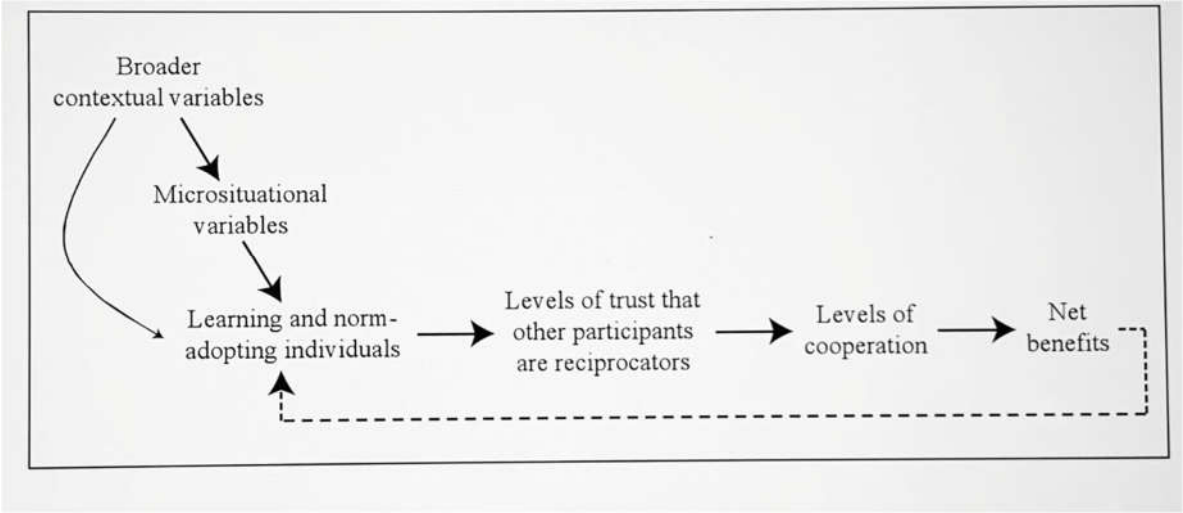 Broader
contextual variables
Microsituational
variables
Learning and norm-
adopting individuals
Levels of trust that
other participants
are reciprocators
Levels of
cooperation
Net
benefits